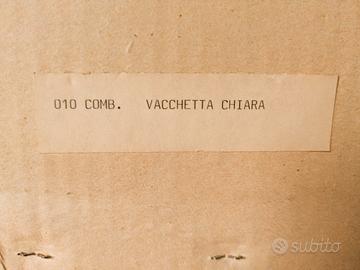 010 COMB. VACCHETTA CHIARA
subito